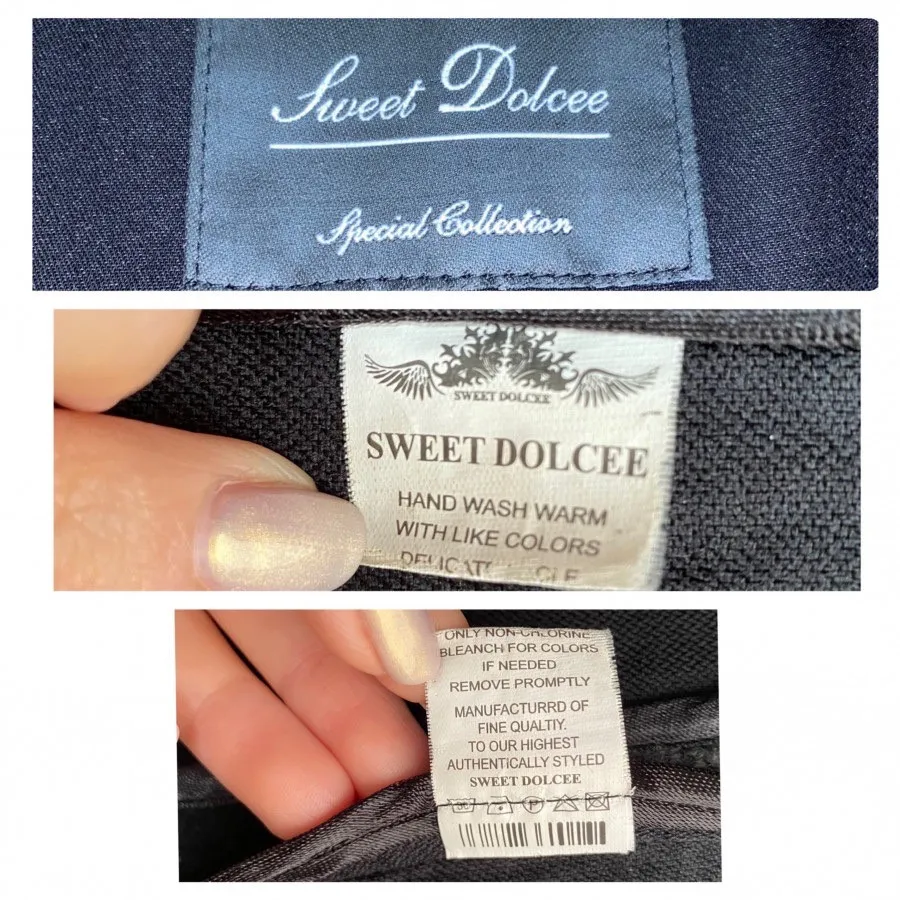 Sweet Dolcee
Special Collection
SWEET DOLCEE
SWEET DOLCEE
HAND WASH WARM
WITH LIKE COLORS
ONLY NON-CHLORINE
BLEANCH FOR COLORS
IF NEEDED
REMOVE PROMPTLY
MANUFACTURRD OF
FINE QUALTIY.
TO OUR HIGHEST
AUTHENTICALLY STYLED
SWEET DOLCEE